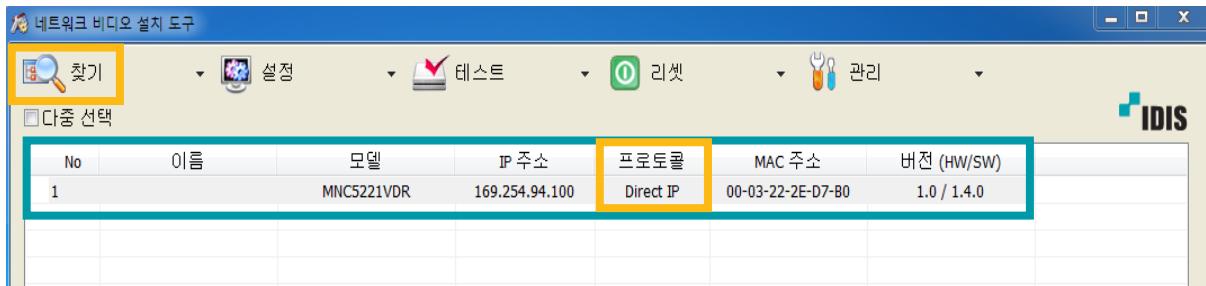 네트워크 비디오 설치 도구
찾기 설정 테스트 리셋 관리
다중 선택
IDIS
No 이름 모델 IP 주소 프로토콜 MAC 주소 버전 (HW/SW)
1 MNC5221VDR 169.254.94.100 Direct IP 00-03-22-2E-D7-B0 1.0 / 1.4.0